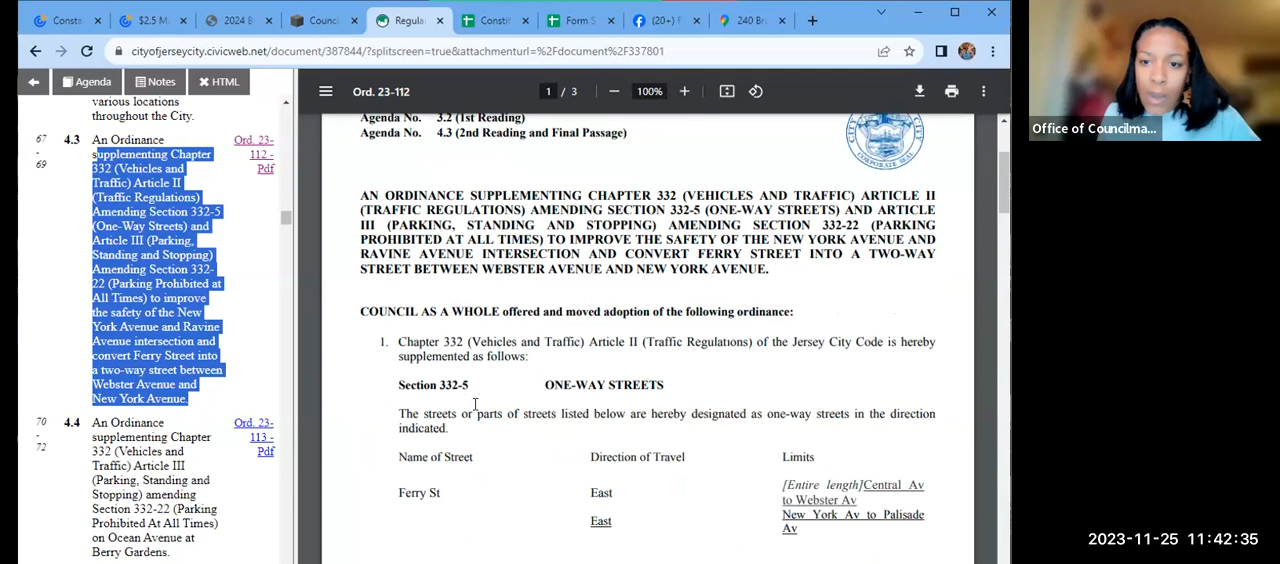 Consta
$2.5 M
2024 B
Counci
Regula
Constit
Form S
(20+) F
240 Br
cityofjerseycity.civicweb.net/document/387844/?splitscreen=true&attachmenturl=%2Fdocument%2F337801
Agenda
Notes
HTML
Ord. 23-112
1 / 3
100%
various locations
throughout the City.
67
-
69
4.3
An Ordinance
supplementing Chapter
332 (Vehicles and
Traffic) Article II
(Traffic Regulations)
Amending Section 332-5
(One-Way Streets) and
Article III (Parking,
Standing and Stopping)
Amending Section 332-
22 (Parking Prohibited at
All Times) to improve
the safety of the New
York Avenue and Ravine
Avenue intersection and
convert Ferry Street into
a two-way street between
Webster Avenue and
New York Avenue.
Ord. 23-
112 -
Pdf
70
-
72
4.4
An Ordinance
supplementing Chapter
332 (Vehicles and
Traffic) Article III
(Parking, Standing and
Stopping) amending
Section 332-22 (Parking
Prohibited At All Times)
on Ocean Avenue at
Berry Gardens.
Ord. 23-
113 -
Pdf
Agenda No. 3.2 (1st Reading)
Agenda No. 4.3 (2nd Reading and Final Passage)
CORPORATE SEAL
AN ORDINANCE SUPPLEMENTING CHAPTER 332 (VEHICLES AND TRAFFIC) ARTICLE II
(TRAFFIC REGULATIONS) AMENDING SECTION 332-5 (ONE-WAY STREETS) AND ARTICLE
III (PARKING, STANDING AND STOPPING) AMENDING SECTION 332-22 (PARKING
PROHIBITED AT ALL TIMES) TO IMPROVE THE SAFETY OF THE NEW YORK AVENUE AND
RAVINE AVENUE INTERSECTION AND CONVERT FERRY STREET INTO A TWO-WAY
STREET BETWEEN WEBSTER AVENUE AND NEW YORK AVENUE.
COUNCIL AS A WHOLE offered and moved adoption of the following ordinance:
1. Chapter 332 (Vehicles and Traffic) Article II (Traffic Regulations) of the Jersey City Code is hereby
supplemented as follows:
Section 332-5 ONE-WAY STREETS
The streets or parts of streets listed below are hereby designated as one-way streets in the direction
indicated.
Name of Street Direction of Travel Limits
Ferry St East [Entire length]Central Av
to Webster Av
East New York Av to Palisade
Av
Office of Councilma...
2023-11-25 11:42:35